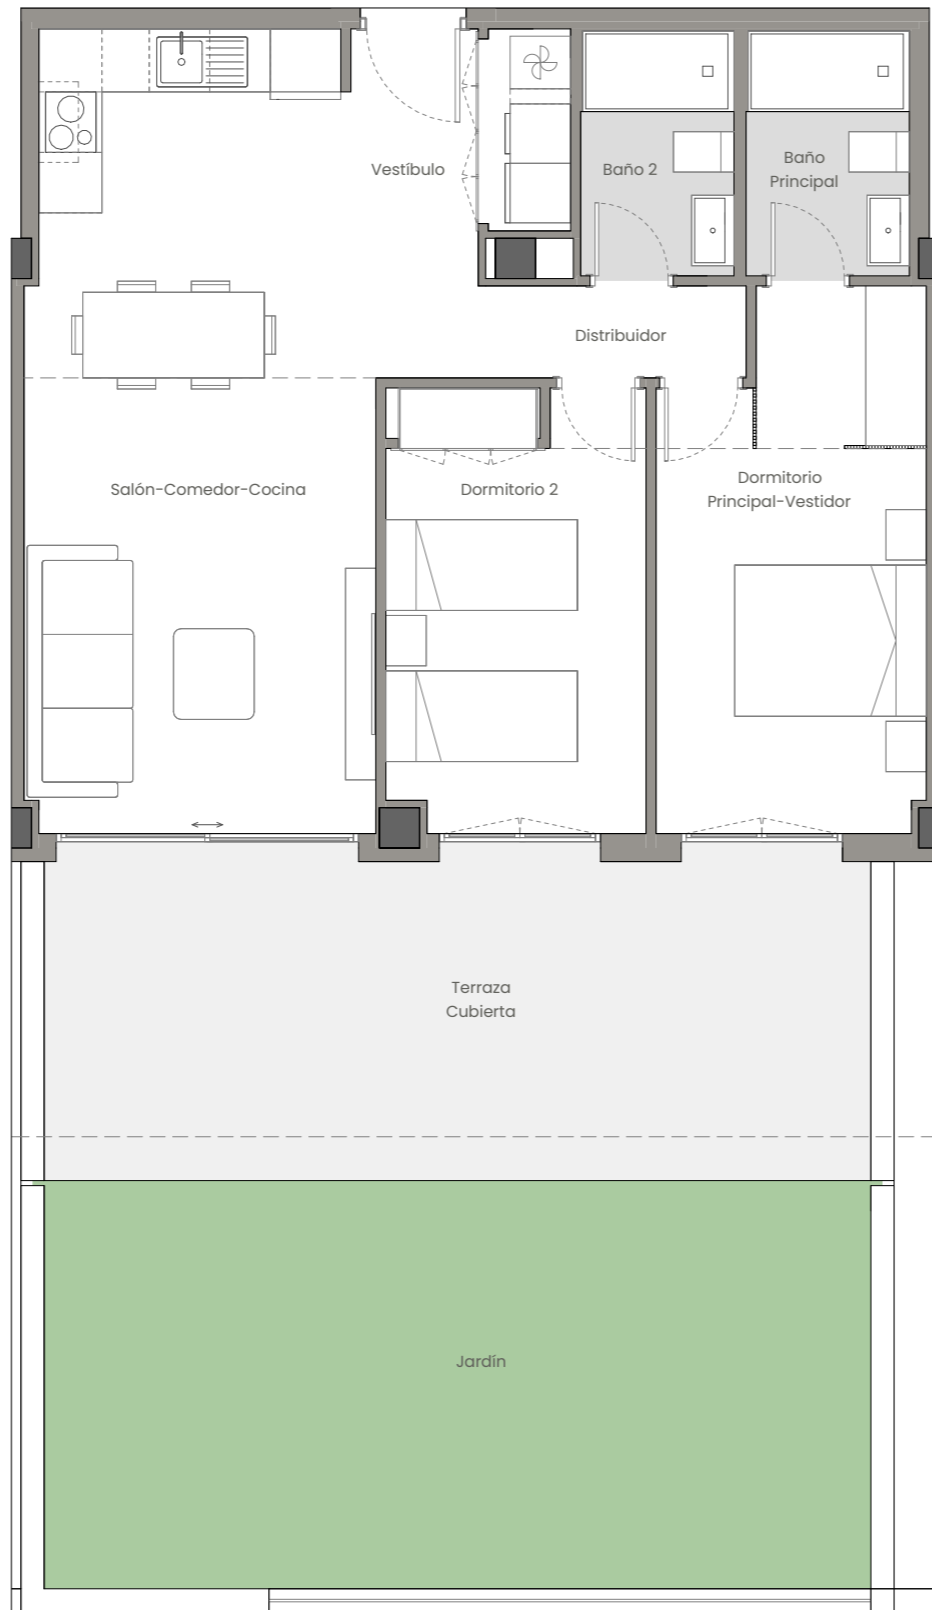 Vestíbulo
Baño 2
Baño
Principal
Distribuidor
Salón-Comedor-Cocina
Dormitorio 2
Dormitorio
Principal-Vestidor
Terraza
Cubierta
Jardín